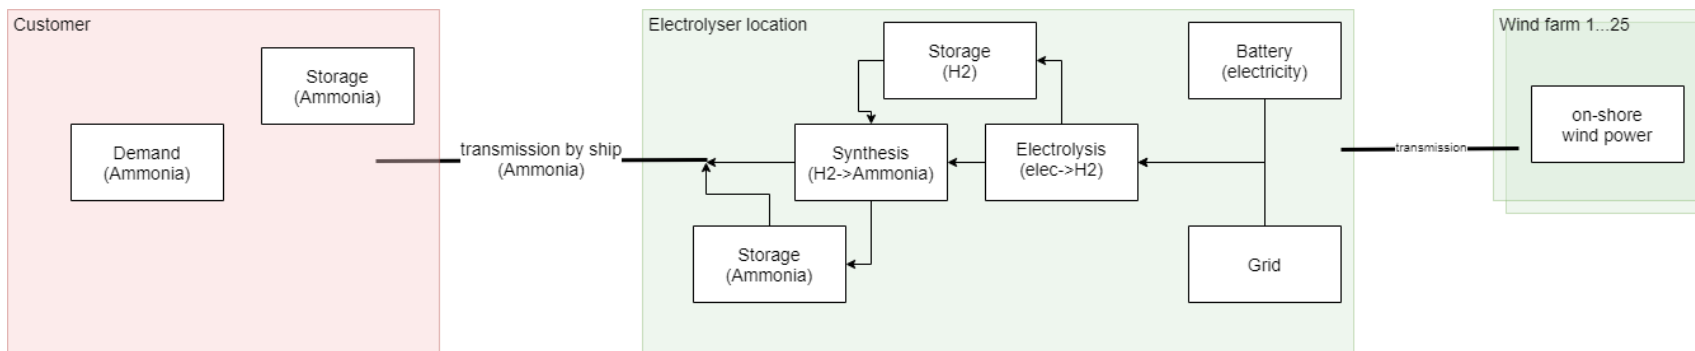 Customer
Storage
(Ammonia)
Demand
(Ammonia)
transmission by ship
(Ammonia)
Electrolyser location
Storage
(H2)
Battery
(electricity)
Synthesis
(H2->Ammonia)
Electrolysis
(elec->H2)
Storage
(Ammonia)
Grid
transmission
Wind farm 1...25
on-shore
wind power